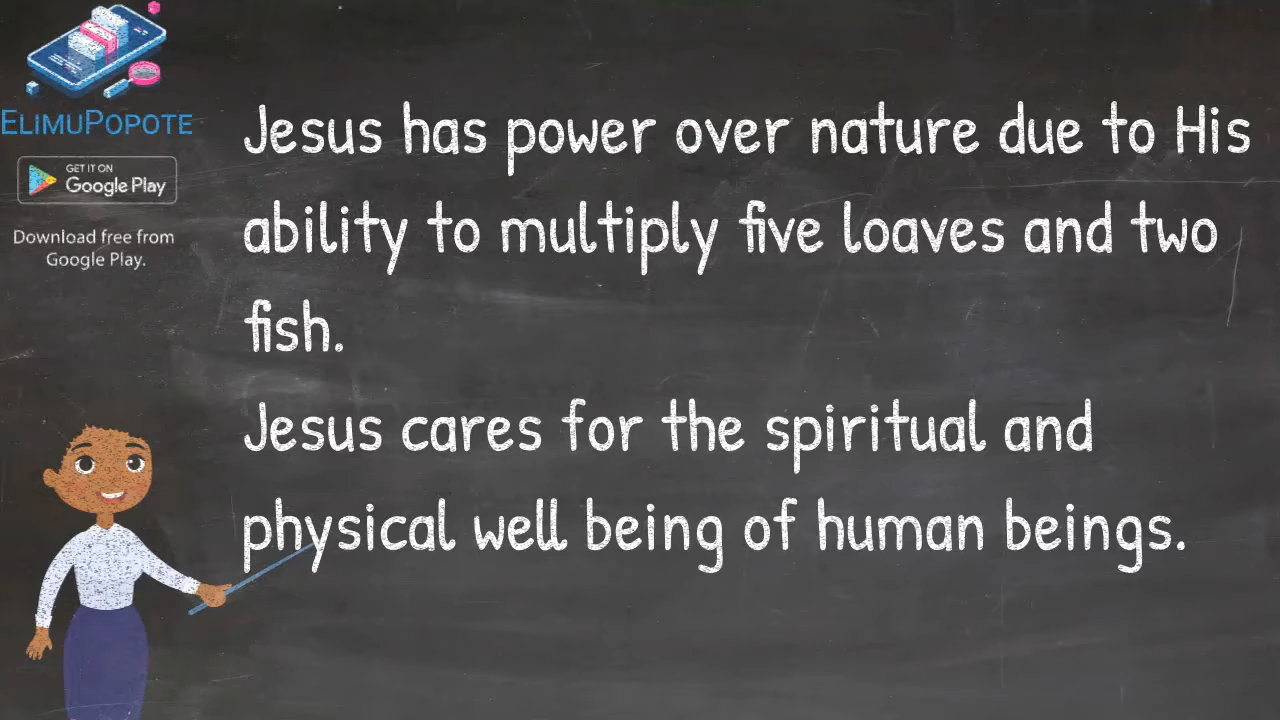 ELIMUPOPOTE
GET IT ON
Google Play
Download free from
Google Play.
Jesus has power over nature due to His
ability to multiply five loaves and two
fish.
Jesus cares for the spiritual and
physical well being of human beings.